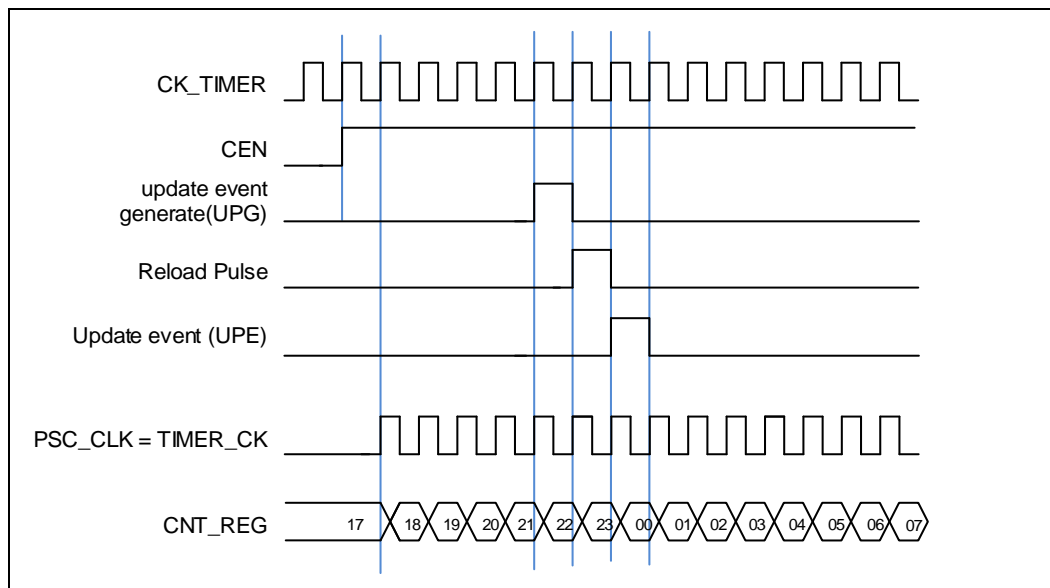 CK_TIMER
CEN
update event
generate(UPG)
Reload Pulse
Update event (UPE)
PSC_CLK = TIMER_CK
CNT_REG 17 18 19 20 21 22 23 00 01 02 03 04 05 06 07